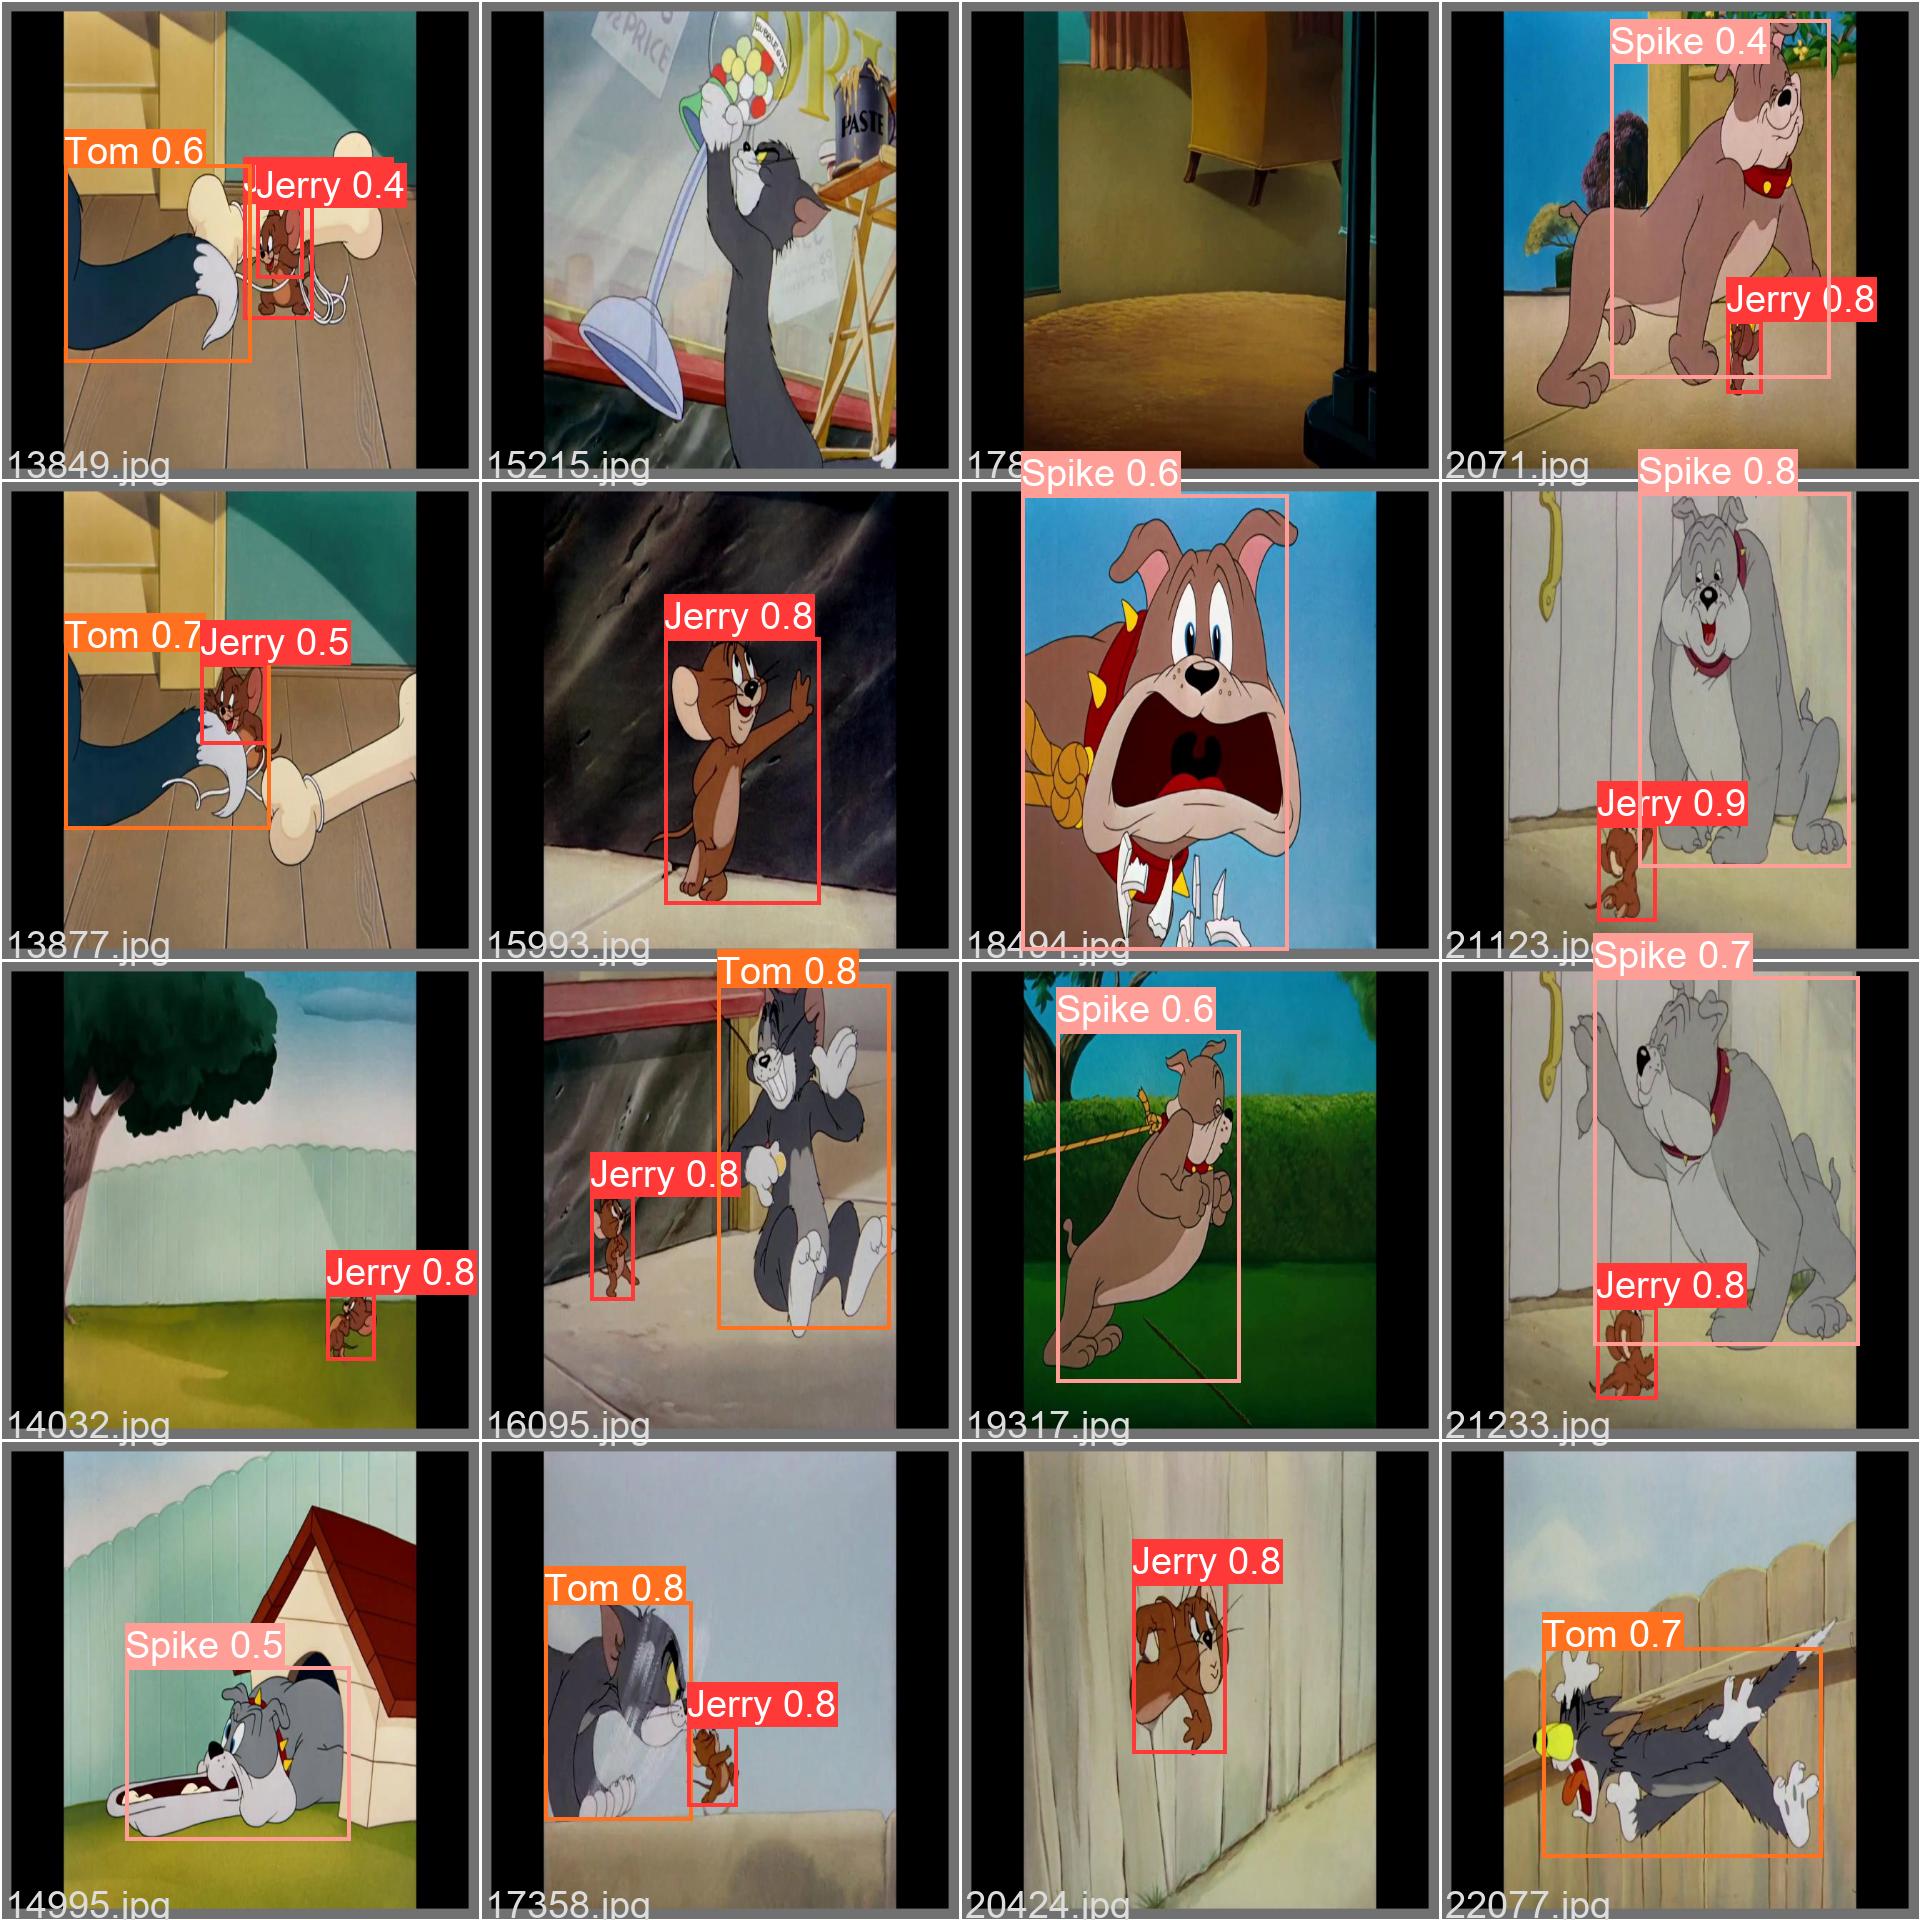 Tom 0.6
Jerry 0.4
13849.jpg
PRICE
BUBBLE GUM
PASTE
15215.jpg
178
Spike 0.4
Jerry 0.8
2071.jpg
Tom 0.7
Jerry 0.5
13877.jpg
Jerry 0.8
15993.jpg
Spike 0.6
18494.jpg
Spike 0.8
Jerry 0.9
21123.jpg
Jerry 0.8
14032.jpg
Tom 0.8
Jerry 0.8
16095.jpg
Spike 0.6
19317.jpg
Spike 0.7
Jerry 0.8
21233.jpg
Spike 0.5
14995.jpg
Tom 0.8
Jerry 0.8
17358.jpg
Jerry 0.8
20424.jpg
Tom 0.7
22077.jpg